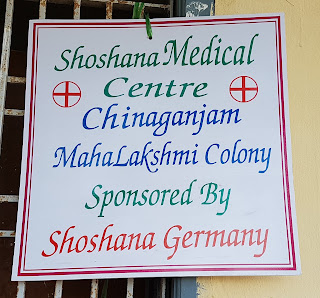 Shoshana Medical
Centre
Chinaganjam
MahaLakshmi Colony
Sponsored By
Shoshana Germany